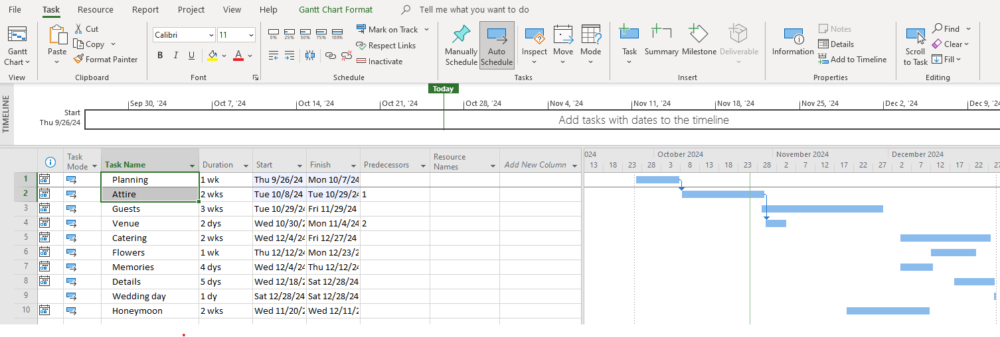 File Task Resource Report Project View Help Gantt Chart Format Tell me what you want to do
Gantt Chart
View
Paste
Cut
Copy
Format Painter
Clipboard
Calibri 11
B I U A
Font
0% 25% 50% 75% 100%
Mark on Track
Respect Links
Inactivate
Schedule
Manually Schedule
Auto Schedule
Inspect
Move
Mode
Tasks
Task
Summary
Milestone
Deliverable
Insert
Information
Notes
Details
Add to Timeline
Properties
Scroll to Task
Find
Clear
Fill
Editing
Today
TIMELINE
Sep 30, '24 Oct 7, '24 Oct 14, '24 Oct 21, '24 Oct 28, '24 Nov 4, '24 Nov 11, '24 Nov 18, '24 Nov 25, '24 Dec 2, '24 Dec 9, '24
Start
Thu 9/26/24
Add tasks with dates to the timeline
Task Mode Task Name Duration Start Finish Predecessors Resource Names Add New Column
024 October 2024 November 2024 December 2024
13 18 23 28 3 8 13 18 23 28 2 7 12 17 22 27 2 7 12 17 22 27
1 Planning 1 wk Thu 9/26/24 Mon 10/7/24
2 Attire 2 wks Tue 10/8/24 Tue 10/29/24 1
3 Guests 3 wks Tue 10/29/24 Fri 11/29/24
4 Venue 2 dys Wed 10/30/2 Mon 11/4/24 2
5 Catering 2 wks Wed 12/4/24 Fri 12/27/24
6 Flowers 1 wk Thu 12/12/24 Mon 12/23/2
7 Memories 4 dys Wed 12/4/24 Thu 12/12/24
8 Details 5 dys Wed 12/18/2 Sat 12/28/24
9 Wedding day 1 dy Sat 12/28/24 Sat 12/28/24
10 Honeymoon 2 wks Wed 11/20/2 Wed 12/11/2